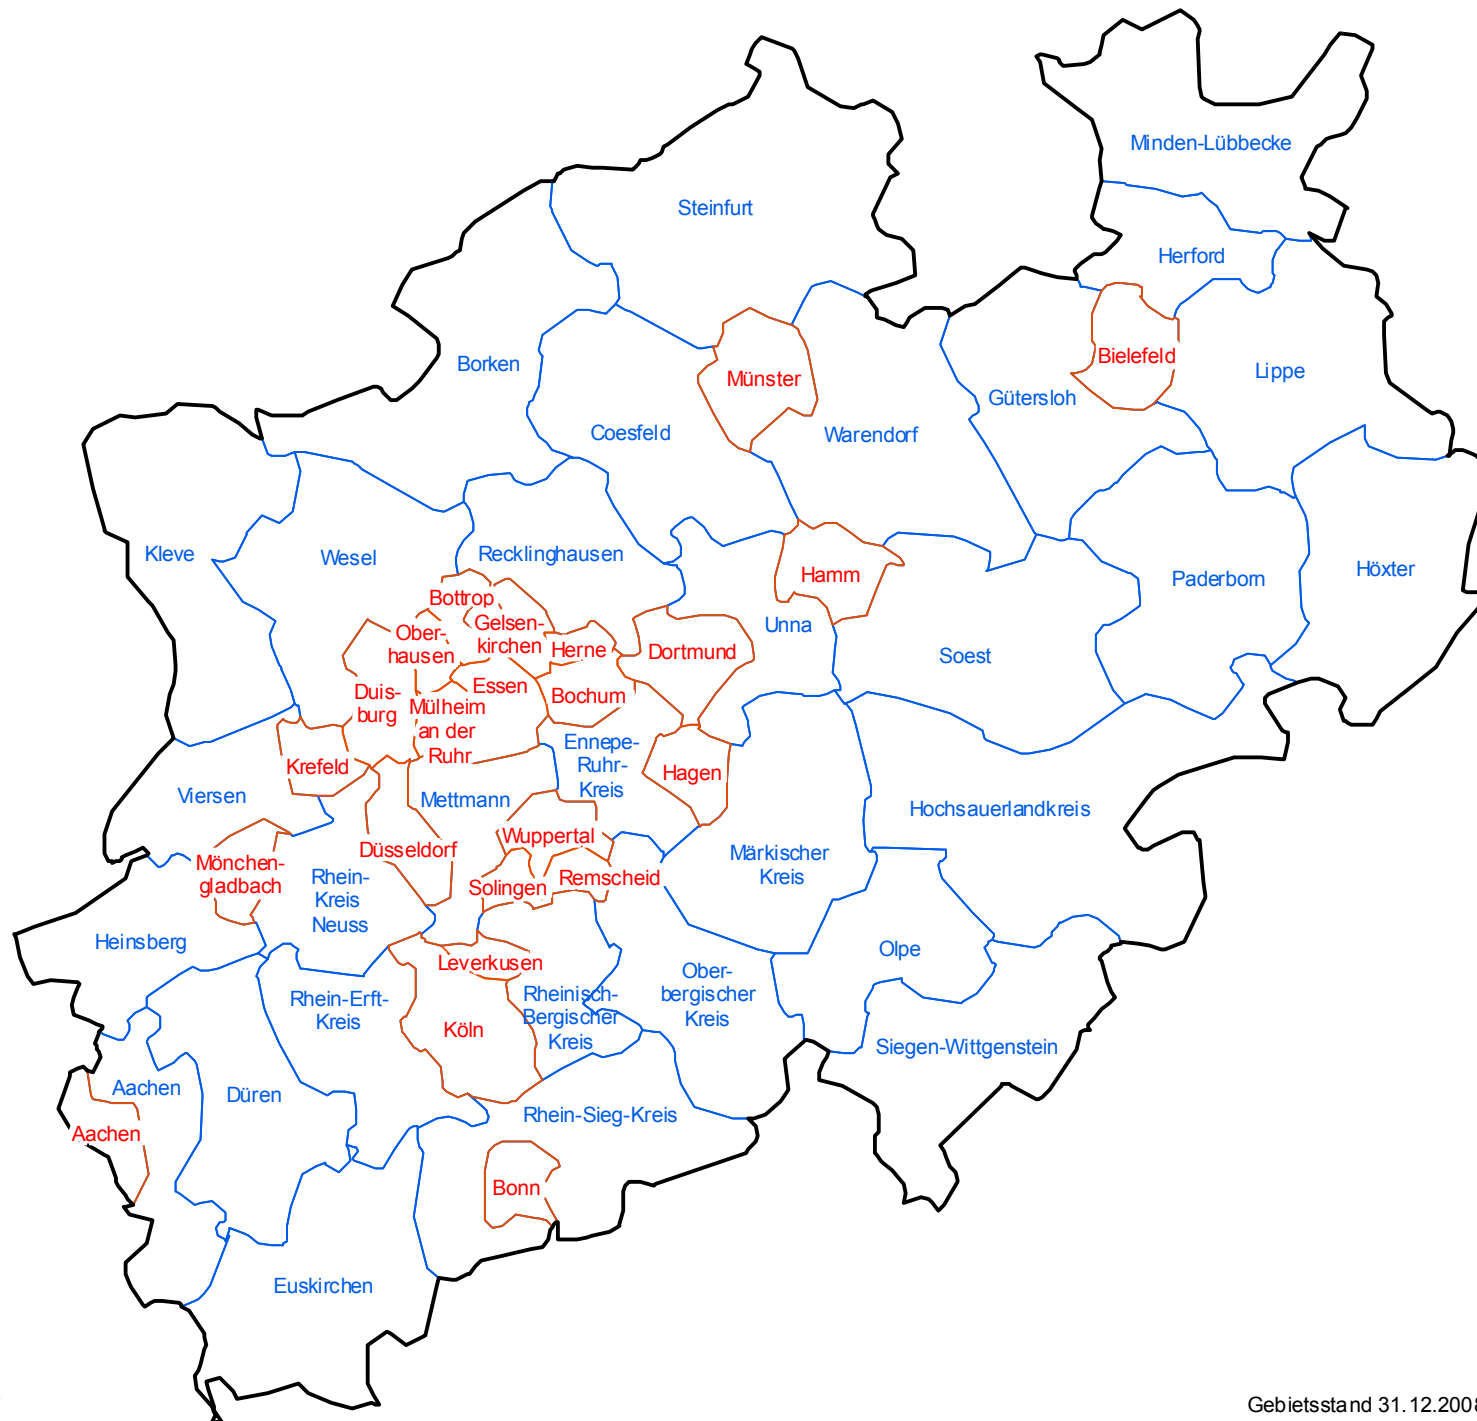 Minden-Lübbecke
Steinfurt
Herford
Bielefeld
Lippe
Borken
Münster
Gütersloh
Coesfeld
Warendorf
Kleve
Wesel
Recklinghausen
Hamm
Paderborn
Höxter
Bottrop
Gelsen-
kirchen
Ober-
hausen
Herne
Dortmund
Unna
Soest
Duis-
burg
Essen
Bochum
Mülheim
an der
Ruhr
Krefeld
Ennepe-
Ruhr-
Kreis
Hagen
Viersen
Mettmann
Hochsauerlandkreis
Wuppertal
Düsseldorf
Mönchen-
gladbach
Rhein-
Kreis
Neuss
Solingen
Remscheid
Märkischer
Kreis
Heinsberg
Leverkusen
Olpe
Rhein-Erft-
Kreis
Köln
Rheinisch-
Bergischer
Kreis
Ober-
bergischer
Kreis
Siegen-Wittgenstein
Aachen
Düren
Rhein-Sieg-Kreis
Aachen
Bonn
Euskirchen
Gebietsstand 31.12.2008